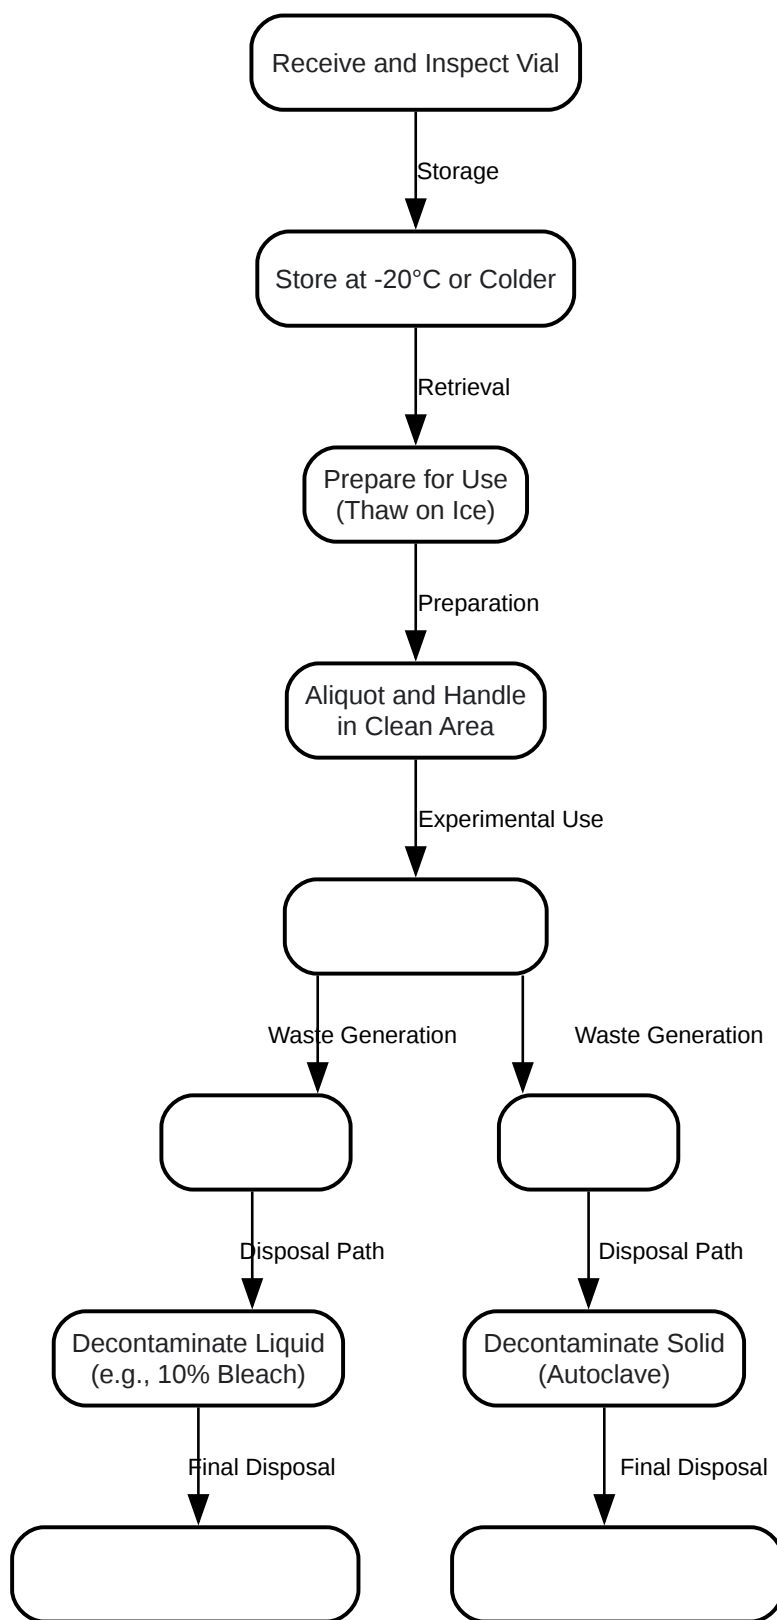 Receive and Inspect Vial
Storage
Store at -20°C or Colder
Retrieval
Prepare for Use
(Thaw on Ice)
Preparation
Aliquot and Handle
in Clean Area
Experimental Use
Waste Generation
Waste Generation
Disposal Path
Disposal Path
Decontaminate Liquid
(e.g., 10% Bleach)
Decontaminate Solid
(Autoclave)
Final Disposal
Final Disposal